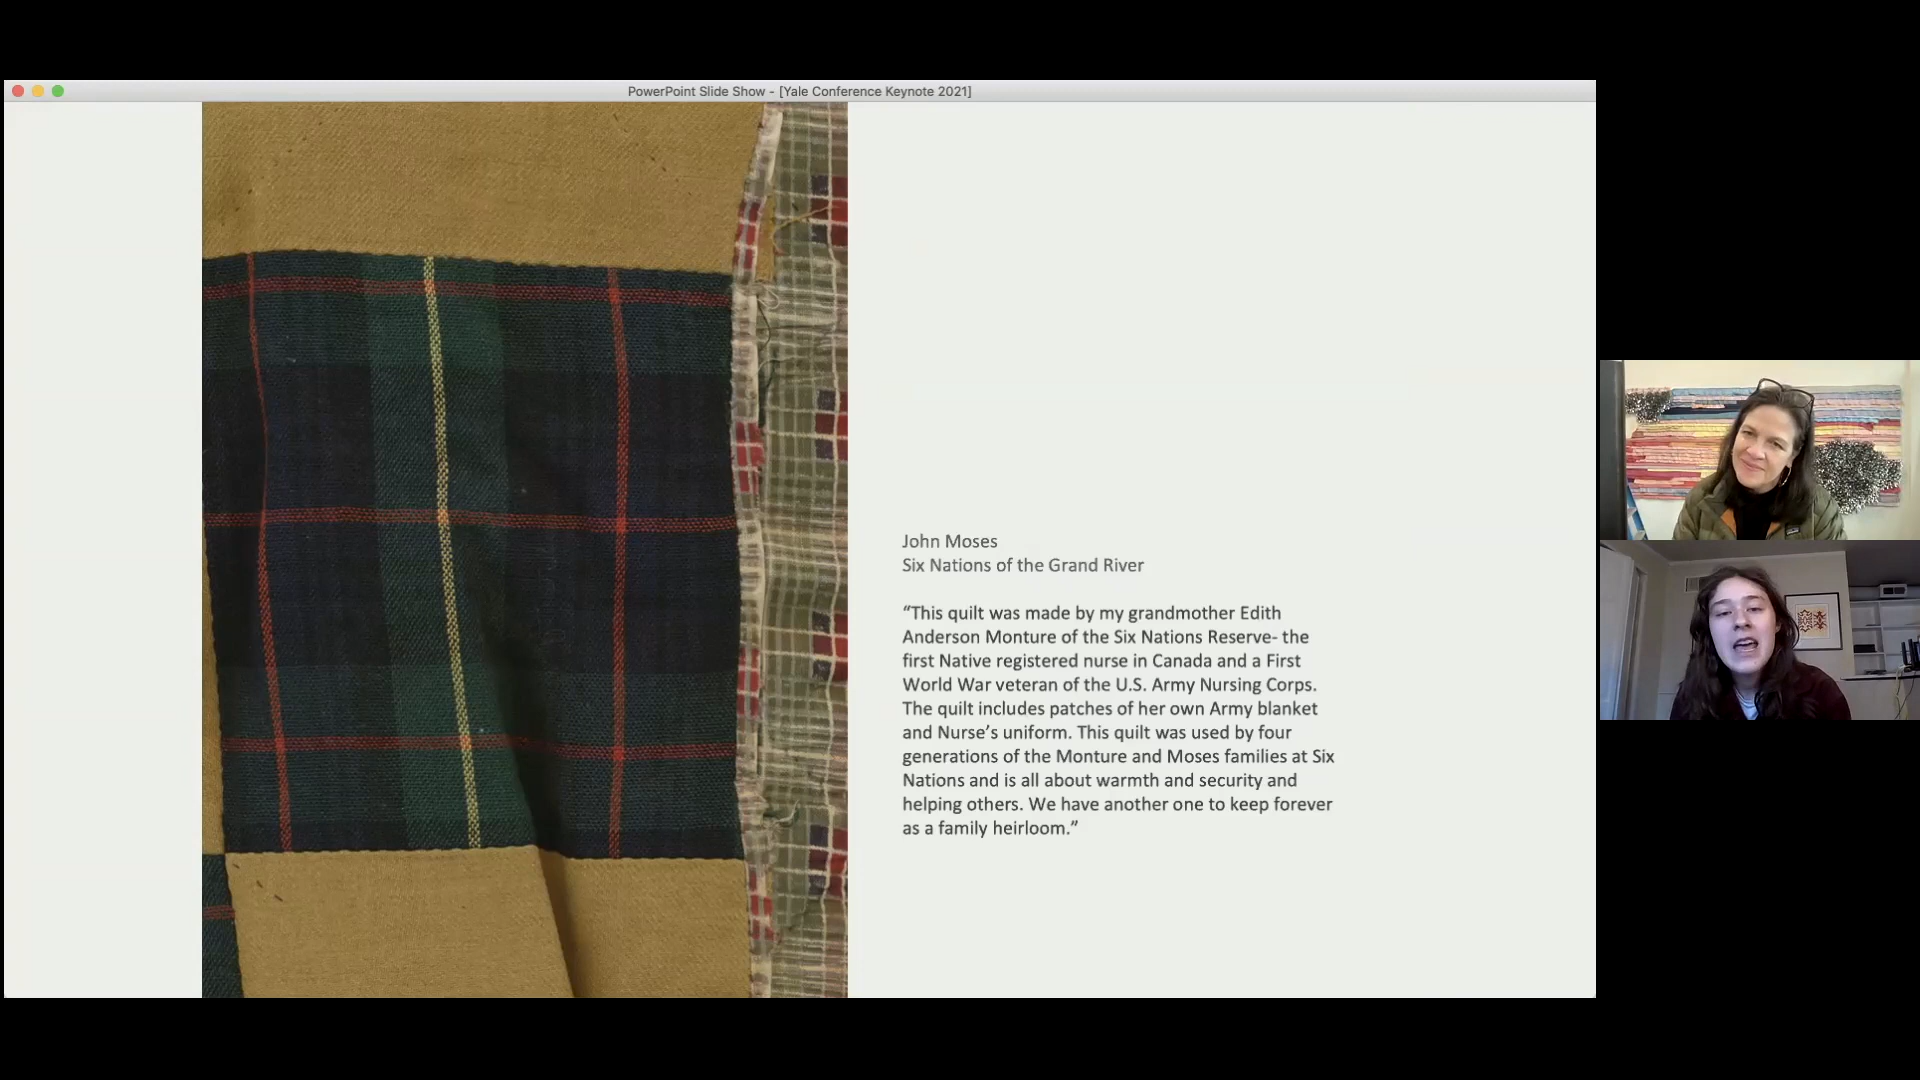 PowerPoint Slide Show - [Yale Conference Keynote 2021]
John Moses
Six Nations of the Grand River
“This quilt was made by my grandmother Edith
Anderson Monture of the Six Nations Reserve- the
first Native registered nurse in Canada and a First
World War veteran of the U.S. Army Nursing Corps.
The quilt includes patches of her own Army blanket
and Nurse’s uniform. This quilt was used by four
generations of the Monture and Moses families at Six
Nations and is all about warmth and security and
helping others. We have another one to keep forever
as a family heirloom.”